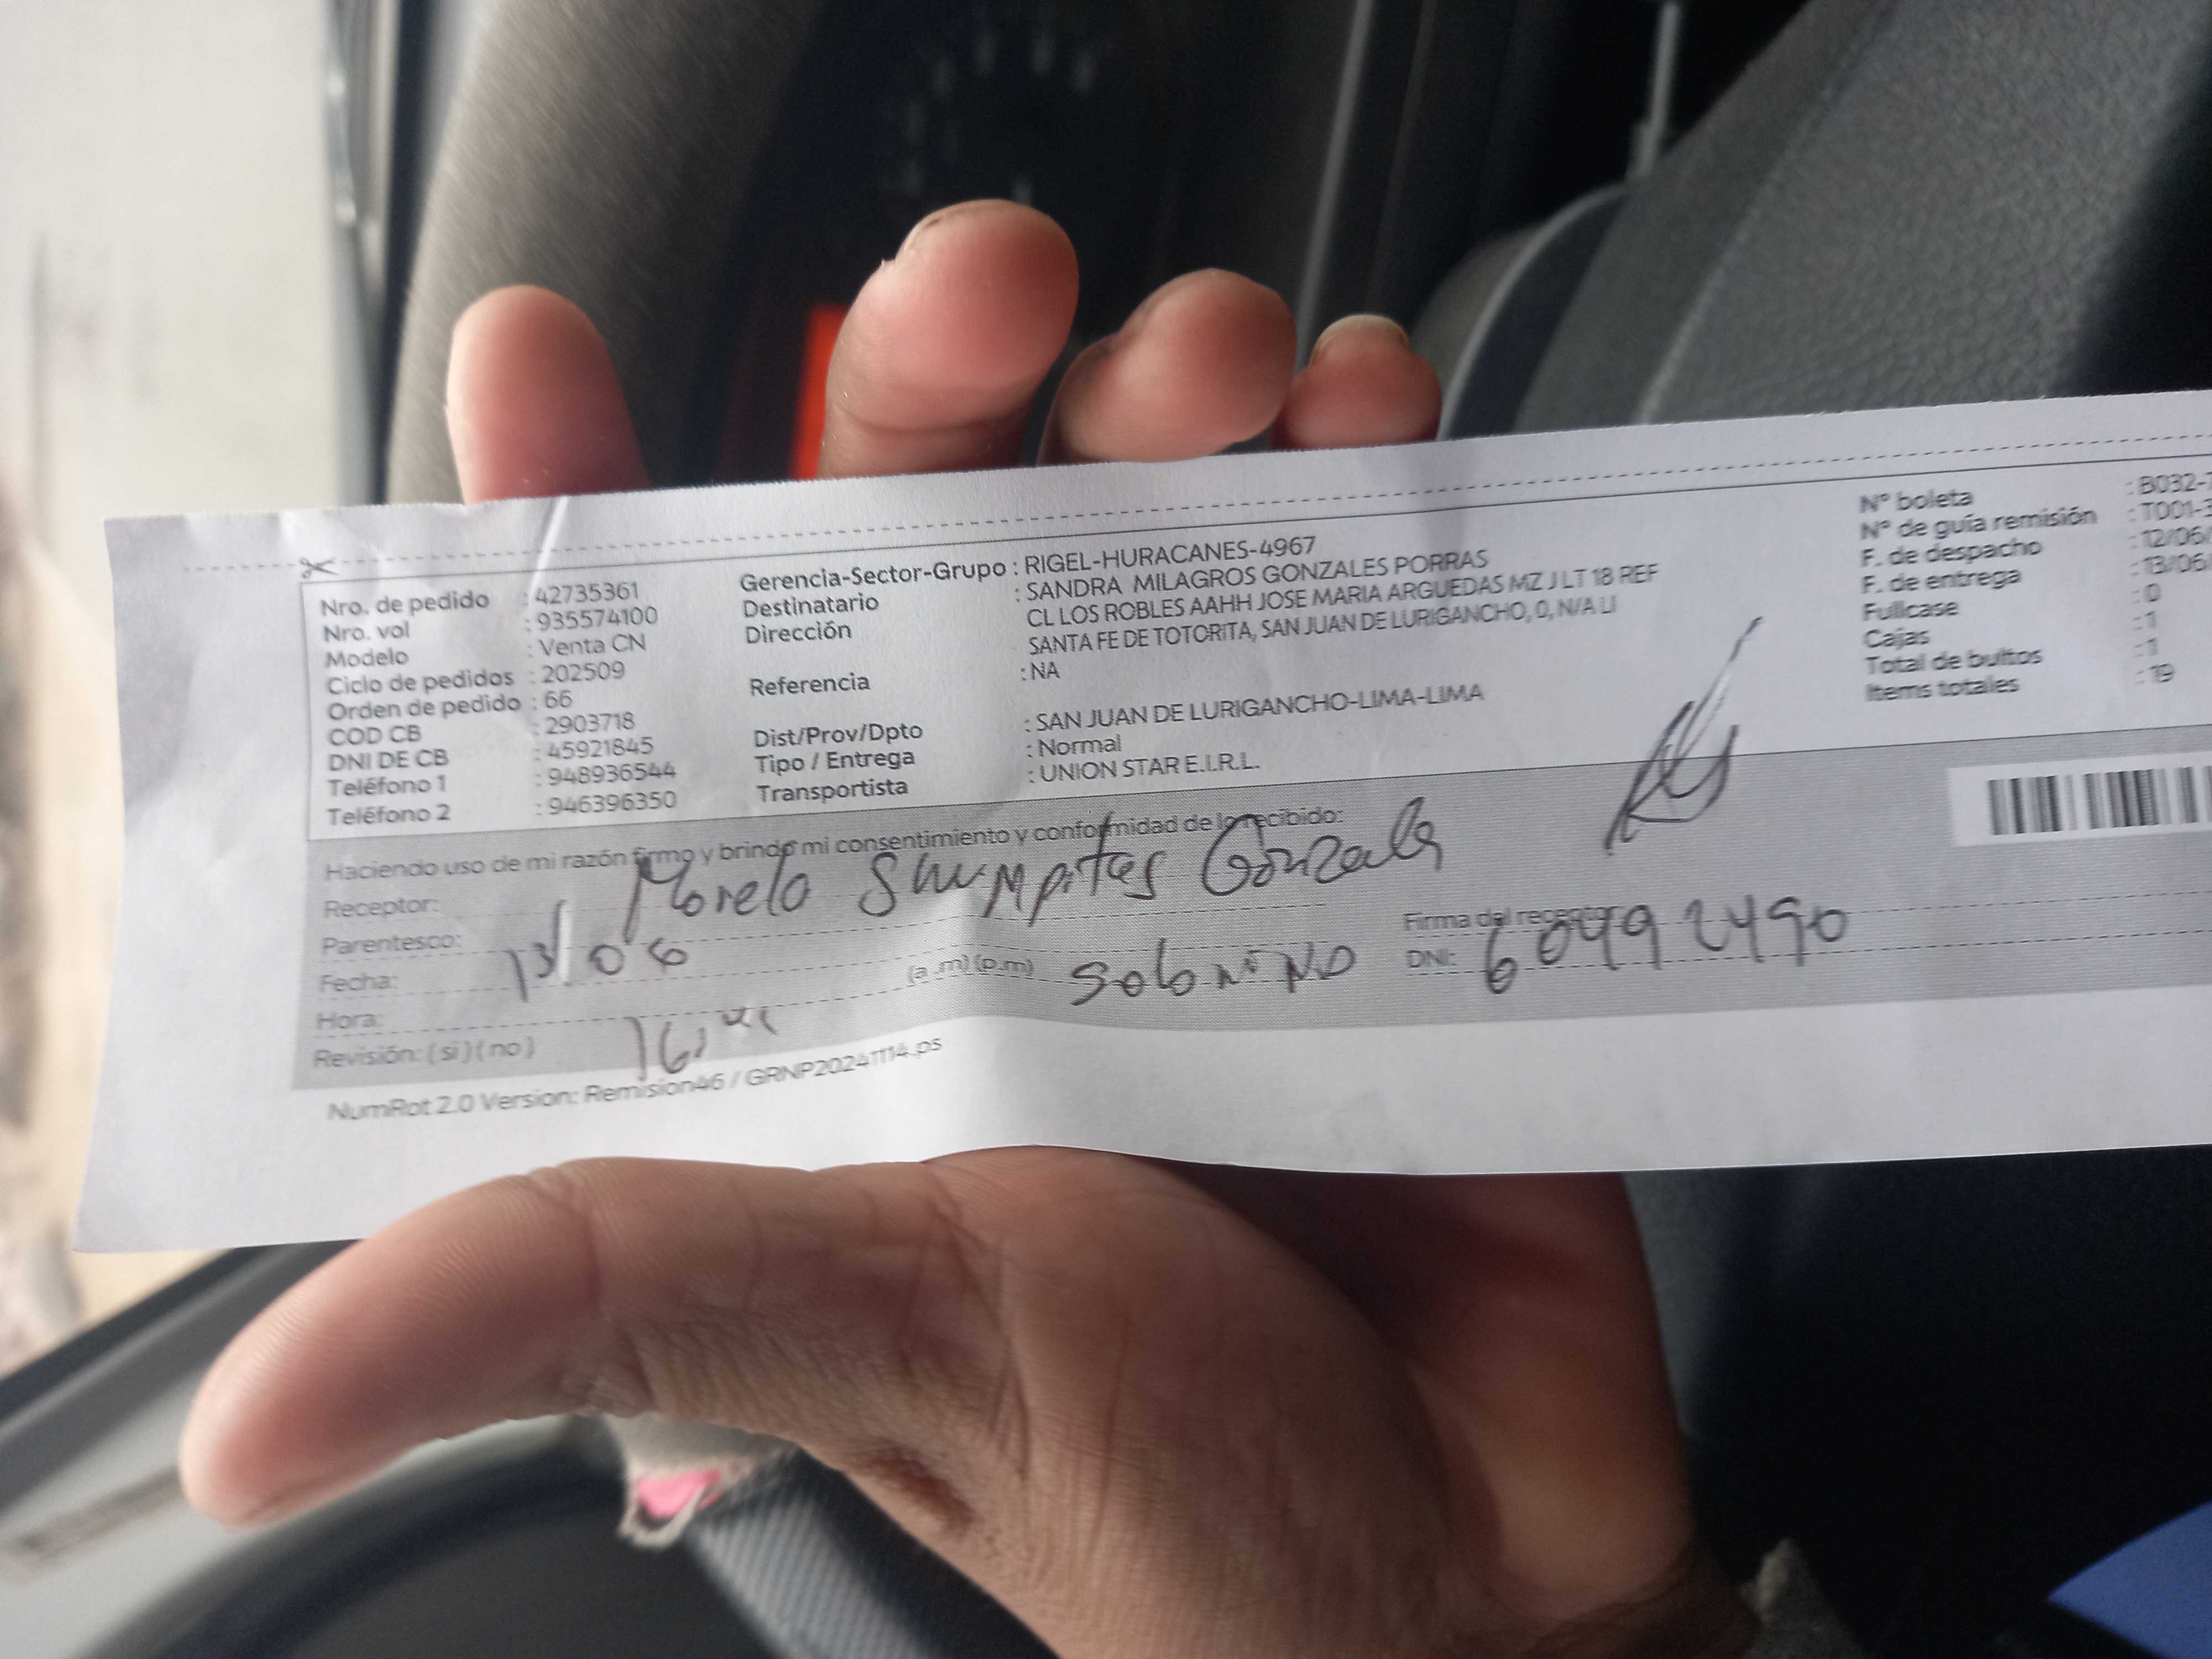 Nro. de pedido : 42735361
Nro. vol : 935574100
Modelo : Venta CN
Ciclo de pedidos : 202509
Orden de pedido : 66
COD CB : 2903718
DNI DE CB : 45921845
Teléfono 1 : 948936544
Teléfono 2 : 946396350
Gerencia-Sector-Grupo : RIGEL-HURACANES-4967
Destinatario : SANDRA MILAGROS GONZALES PORRAS
Dirección CL LOS ROBLES AAHH JOSE MARIA ARGUEDAS MZ J LT 18 REF
SANTA FE DE TOTORITA, SAN JUAN DE LURIGANCHO, 0, N/A LI
Referencia : NA
Dist/Prov/Dpto : SAN JUAN DE LURIGANCHO-LIMA-LIMA
Tipo / Entrega : Normal
Transportista : UNION STAR E.I.R.L.
N° boleta : B032-
N° de guía remisión : T001-3
F. de despacho : 12/06/
F. de entrega : 13/06/
Fullcase : 0
Cajas : 1
Total de bultos : 1
Items totales : 19
Haciendo uso de mi razón firmo y brindo mi consentimiento y conformidad de lo recibido:
Receptor: Gonzales
Parentesco:
Fecha: 13/06
Hora: (a .m) (p.m)
Revisión: ( si ) ( no )
Firma del receptor
DNI: 60492490
NumRot 2.0 Version: Remision46 / GRNP20241114.ps